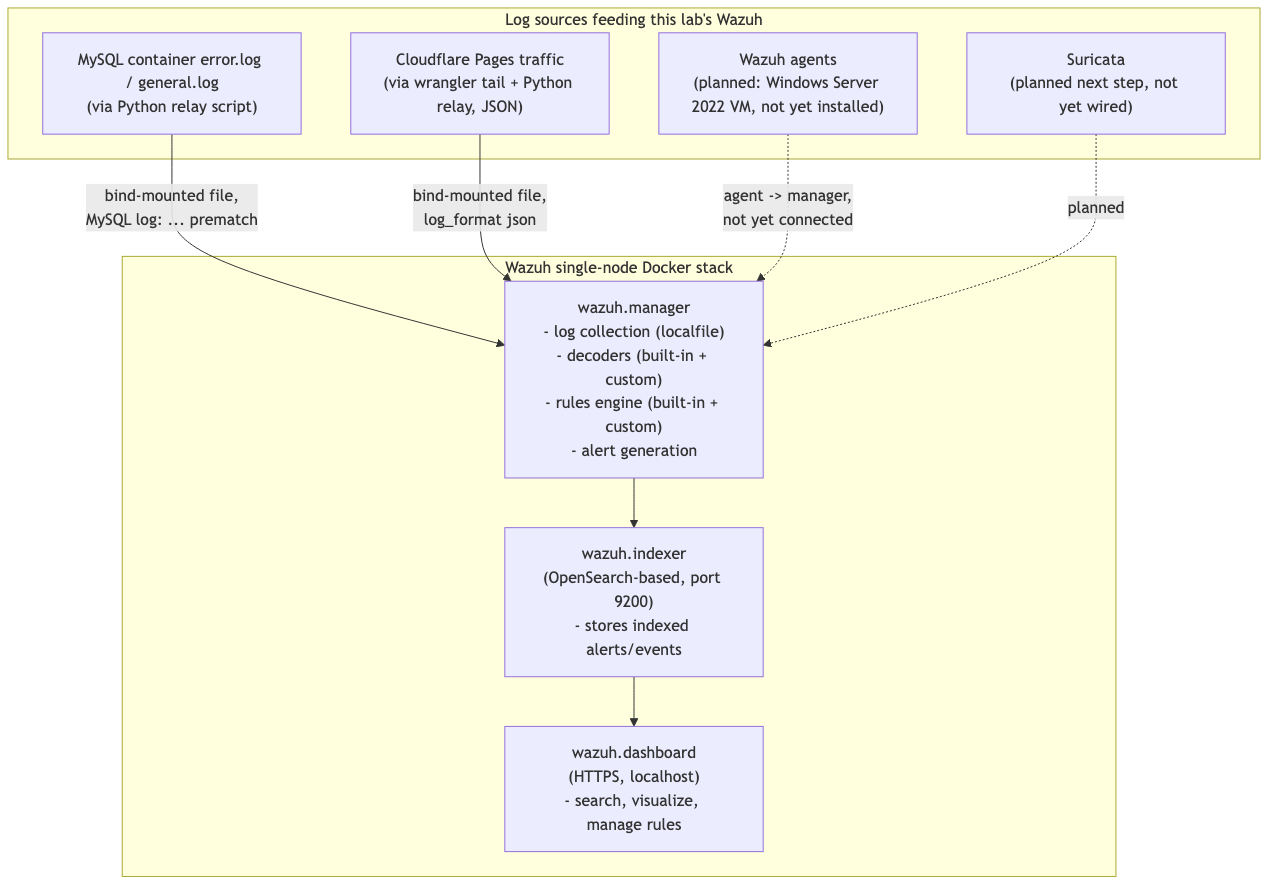 Log sources feeding this lab's Wazuh
MySQL container error.log
/ general.log
(via Python relay script)
Cloudflare Pages traffic
(via wrangler tail + Python
relay, JSON)
Wazuh agents
(planned: Windows Server
2022 VM, not yet installed)
Suricata
(planned next step, not
yet wired)
bind-mounted file,
MySQL log: ... prematch
bind-mounted file,
log_format json
agent -> manager,
not yet connected
planned
Wazuh single-node Docker stack
wazuh.manager
- log collection (localfile)
- decoders (built-in +
custom)
- rules engine (built-in +
custom)
- alert generation
wazuh.indexer
(OpenSearch-based, port
9200)
- stores indexed
alerts/events
wazuh.dashboard
(HTTPS, localhost)
- search, visualize,
manage rules